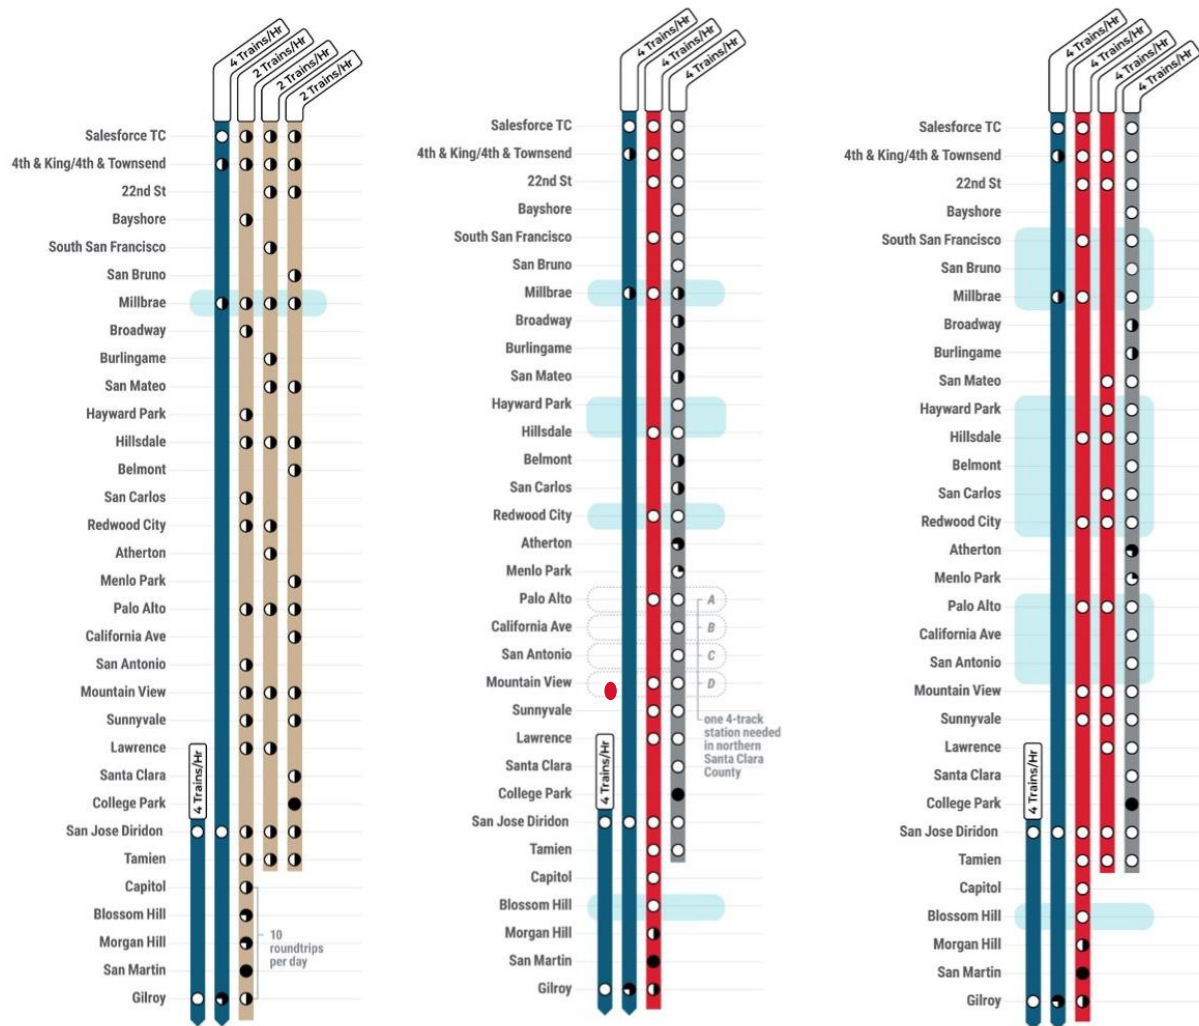 4 Trains/Hr
2 Trains/Hr
2 Trains/Hr
2 Trains/Hr
Salesforce TC
4th & King/4th & Townsend
22nd St
Bayshore
South San Francisco
San Bruno
Millbrae
Broadway
Burlingame
San Mateo
Hayward Park
Hillsdale
Belmont
San Carlos
Redwood City
Atherton
Menlo Park
Palo Alto
California Ave
San Antonio
Mountain View
Sunnyvale
Lawrence
4 Trains/Hr
Santa Clara
College Park
San Jose Diridon
Tamien
Capitol
Blossom Hill
Morgan Hill
San Martin
Gilroy
10
roundtrips
per day
4 Trains/Hr
4 Trains/Hr
4 Trains/Hr
Salesforce TC
4th & King/4th & Townsend
22nd St
Bayshore
South San Francisco
San Bruno
Millbrae
Broadway
Burlingame
San Mateo
Hayward Park
Hillsdale
Belmont
San Carlos
Redwood City
Atherton
Menlo Park
Palo Alto
A
California Ave
B
San Antonio
C
Mountain View
D
Sunnyvale
one 4-track
station needed
in northern
Santa Clara
County
Lawrence
4 Trains/Hr
Santa Clara
College Park
San Jose Diridon
Tamien
Capitol
Blossom Hill
Morgan Hill
San Martin
Gilroy
4 Trains/Hr
4 Trains/Hr
4 Trains/Hr
4 Trains/Hr
Salesforce TC
4th & King/4th & Townsend
22nd St
Bayshore
South San Francisco
San Bruno
Millbrae
Broadway
Burlingame
San Mateo
Hayward Park
Hillsdale
Belmont
San Carlos
Redwood City
Atherton
Menlo Park
Palo Alto
California Ave
San Antonio
Mountain View
Sunnyvale
Lawrence
4 Trains/Hr
Santa Clara
College Park
San Jose Diridon
Tamien
Capitol
Blossom Hill
Morgan Hill
San Martin
Gilroy